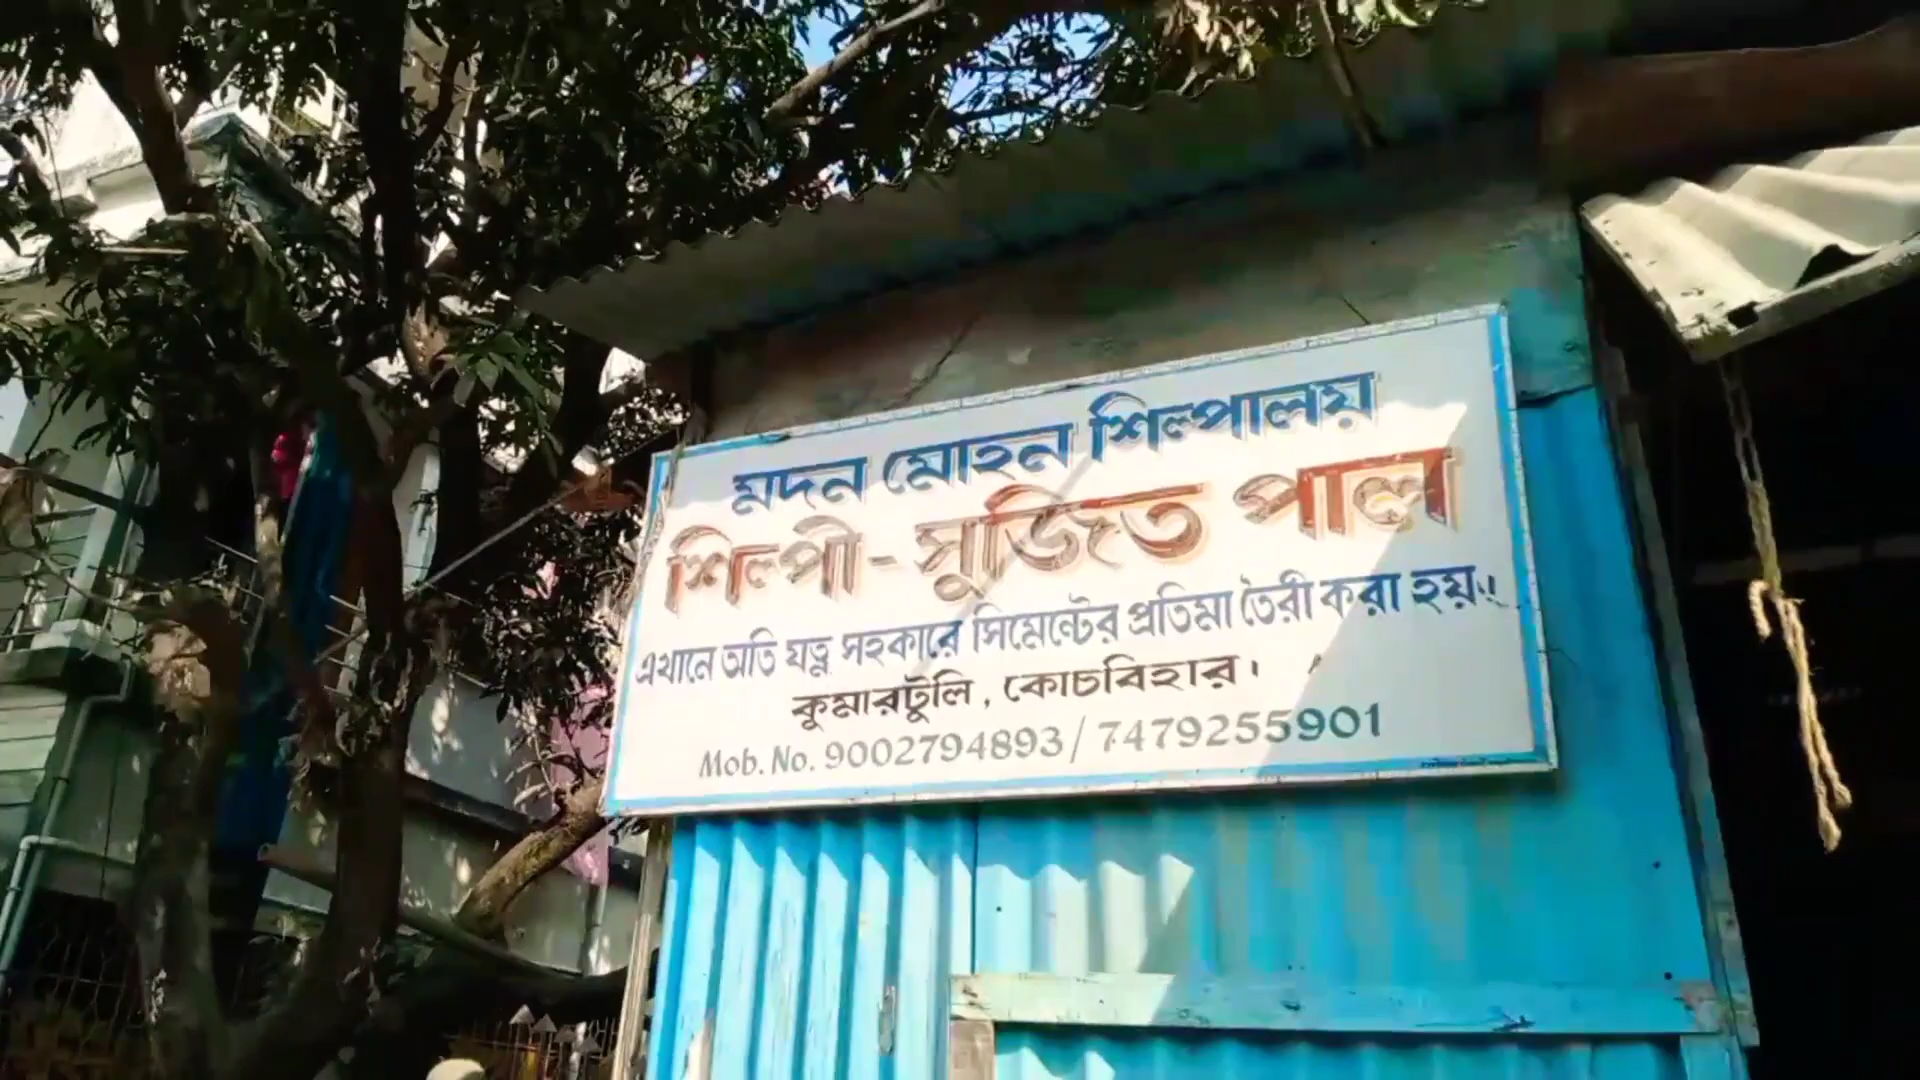 মদন মোহন শিল্পালয়
শিল্পী - সুজিত পাল
এখানে অতি যত্ন সহকারে সিমেন্টের প্রতিমা তৈরী করা হয়।
কুমারটুলি, কোচবিহার।
Mob. No. 9002794893 / 7479255901